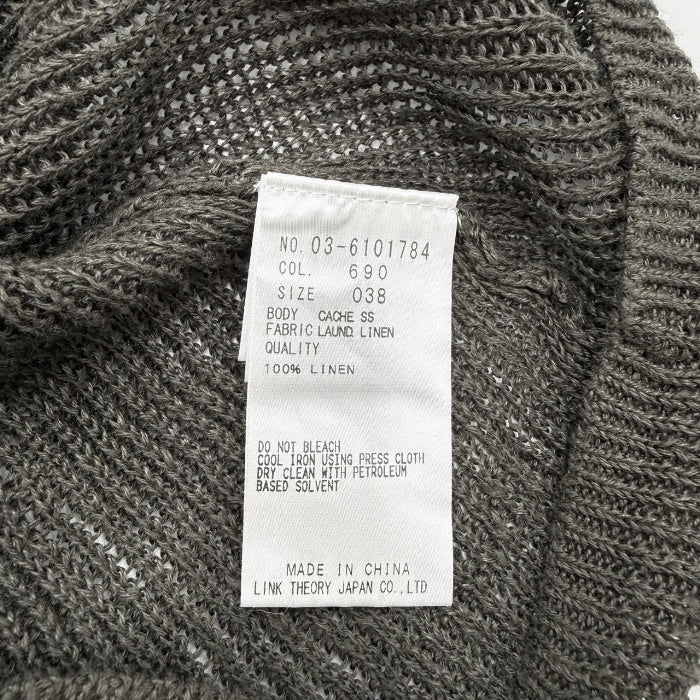 NO. 03-6101784
COL. 690
SIZE 038
BODY CACHE SS
FABRIC LAUND. LINEN
QUALITY
100% LINEN
DO NOT BLEACH
COOL IRON USING PRESS CLOTH
DRY CLEAN WITH PETROLEUM
BASED SOLVENT
MADE IN CHINA
LINK THEORY JAPAN CO.,LTD